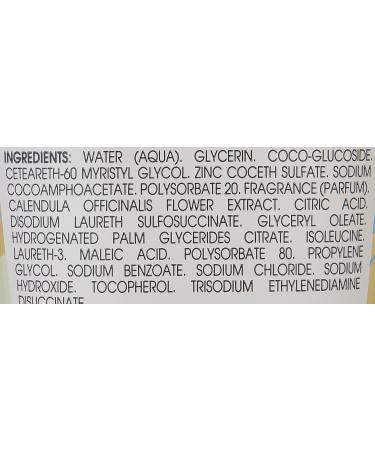 INGREDIENTS: WATER (AQUA). GLYCERIN. COCO-GLUCOSIDE.
CETEARETH-60 MYRISTYL GLYCOL. ZINC COCETH SULFATE. SODIUM
COCOAMPHOACETATE. POLYSORBATE 20. FRAGRANCE (PARFUM).
CALENDULA OFFICINALIS FLOWER EXTRACT. CITRIC ACID.
DISODIUM LAURETH SULFOSUCCINATE. GLYCERYL OLEATE.
HYDROGENATED PALM GLYCERIDES CITRATE. ISOLEUCINE.
LAURETH-3. MALEIC ACID. POLYSORBATE 80. PROPYLENE
GLYCOL. SODIUM BENZOATE. SODIUM CHLORIDE. SODIUM
HYDROXIDE. TOCOPHEROL. TRISODIUM ETHYLENEDIAMINE
DISUCCINATE